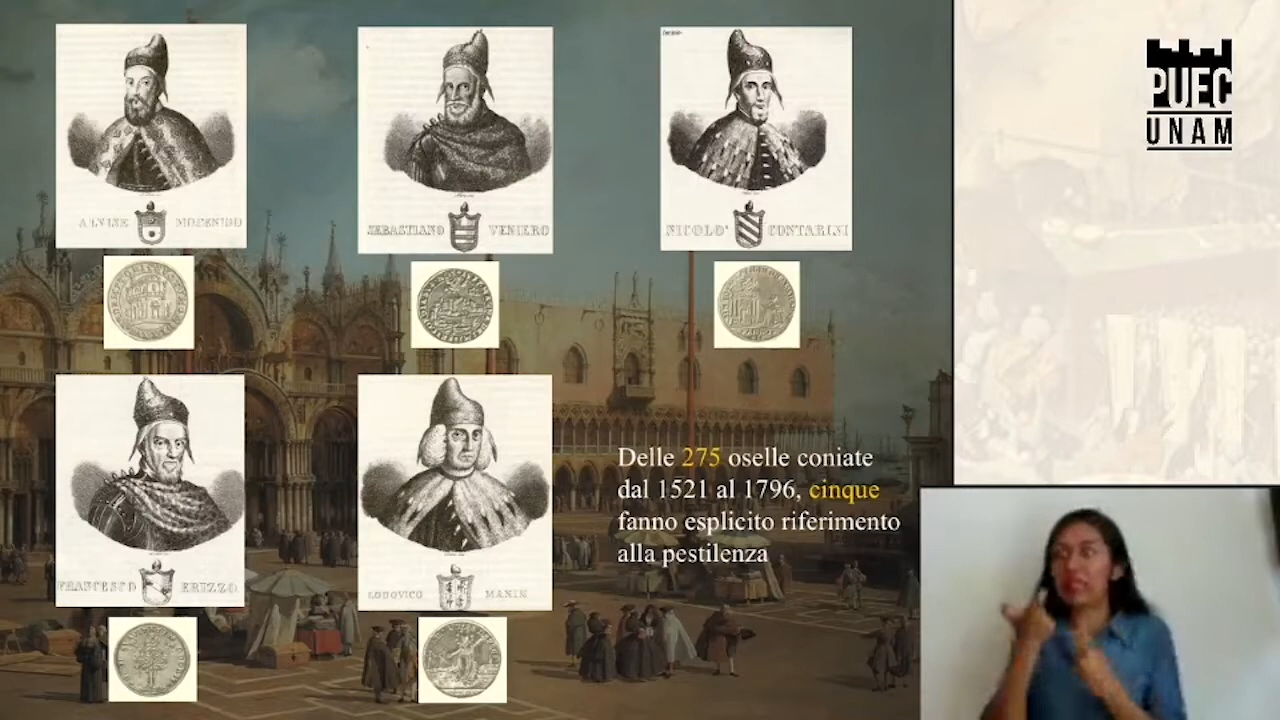 ALVISE MOCENIGO
SEBASTIANO VENIERO
NICOLO' CONTARINI
FRANCESCO ERIZZO
LODOVICO MANIN
Delle 275 oselle coniate
dal 1521 al 1796, cinque
fanno esplicito riferimento
alla pestilenza
PUEC
UNAM